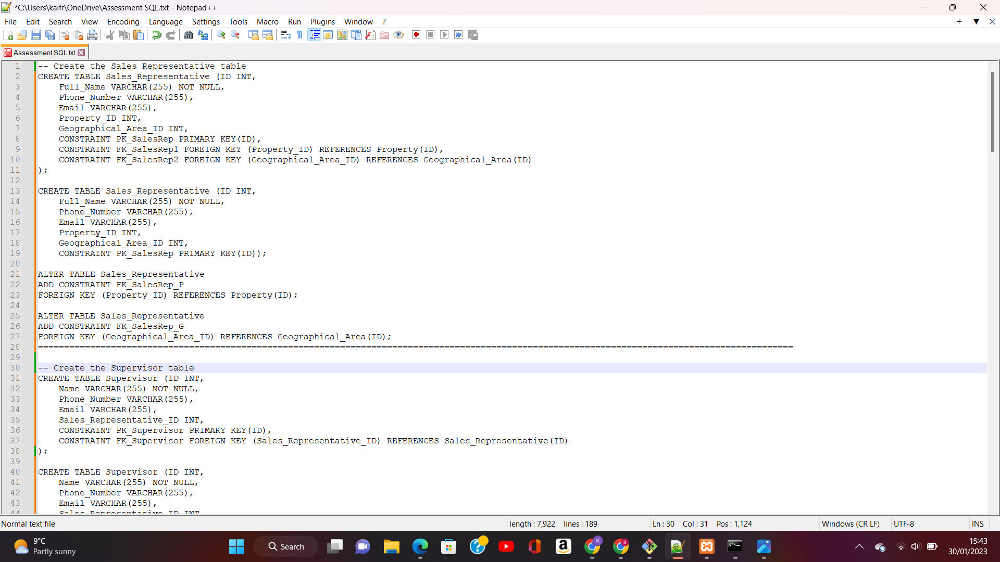 *C:\Users\kaifr\OneDrive\Assessment SQL.txt - Notepad++
File Edit Search View Encoding Language Settings Tools Macro Run Plugins Window ?
Assessment SQL.txt
1 -- Create the Sales Representative table
2 CREATE TABLE Sales_Representative (ID INT,
3     Full_Name VARCHAR(255) NOT NULL,
4     Phone_Number VARCHAR(255),
5     Email VARCHAR(255),
6     Property_ID INT,
7     Geographical_Area_ID INT,
8     CONSTRAINT PK_SalesRep PRIMARY KEY(ID),
9     CONSTRAINT FK_SalesRep1 FOREIGN KEY (Property_ID) REFERENCES Property(ID),
10     CONSTRAINT FK_SalesRep2 FOREIGN KEY (Geographical_Area_ID) REFERENCES Geographical_Area(ID)
11 );
12
13 CREATE TABLE Sales_Representative (ID INT,
14     Full_Name VARCHAR(255) NOT NULL,
15     Phone_Number VARCHAR(255),
16     Email VARCHAR(255),
17     Property_ID INT,
18     Geographical_Area_ID INT,
19     CONSTRAINT PK_SalesRep PRIMARY KEY(ID));
20
21 ALTER TABLE Sales_Representative
22 ADD CONSTRAINT FK_SalesRep_P
23 FOREIGN KEY (Property_ID) REFERENCES Property(ID);
24
25 ALTER TABLE Sales_Representative
26 ADD CONSTRAINT FK_SalesRep_G
27 FOREIGN KEY (Geographical_Area_ID) REFERENCES Geographical_Area(ID);
28 =================================================================================================================================================
29
30 -- Create the Supervisor table
31 CREATE TABLE Supervisor (ID INT,
32     Name VARCHAR(255) NOT NULL,
33     Phone_Number VARCHAR(255),
34     Email VARCHAR(255),
35     Sales_Representative_ID INT,
36     CONSTRAINT PK_Supervisor PRIMARY KEY(ID),
37     CONSTRAINT FK_Supervisor FOREIGN KEY (Sales_Representative_ID) REFERENCES Sales_Representative(ID)
38 );
39
40 CREATE TABLE Supervisor (ID INT,
41     Name VARCHAR(255) NOT NULL,
42     Phone_Number VARCHAR(255),
43     Email VARCHAR(255),
44     Sales_Representative_ID INT
Normal text file length : 7,922 lines : 189 Ln : 30 Col : 31 Pos : 1,124 Windows (CR LF) UTF-8 INS
9°C
Partly sunny
Search
15:43
30/01/2023